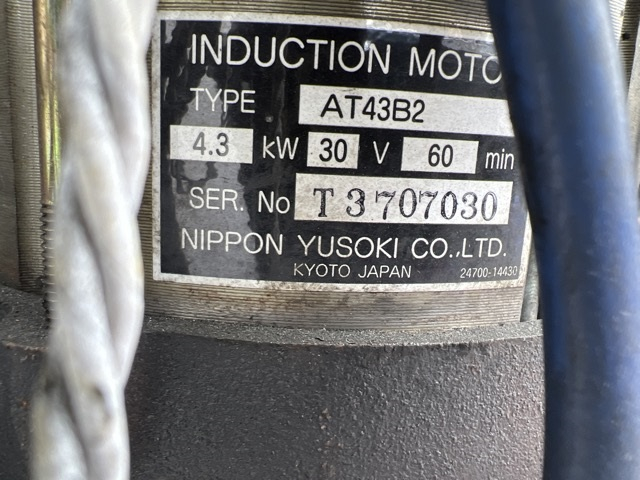 INDUCTION MOTO
TYPE AT43B2
4.3 kW 30 V 60 min
SER. No T3707030
NIPPON YUSOKI CO.,LTD.
KYOTO JAPAN 24700-14430